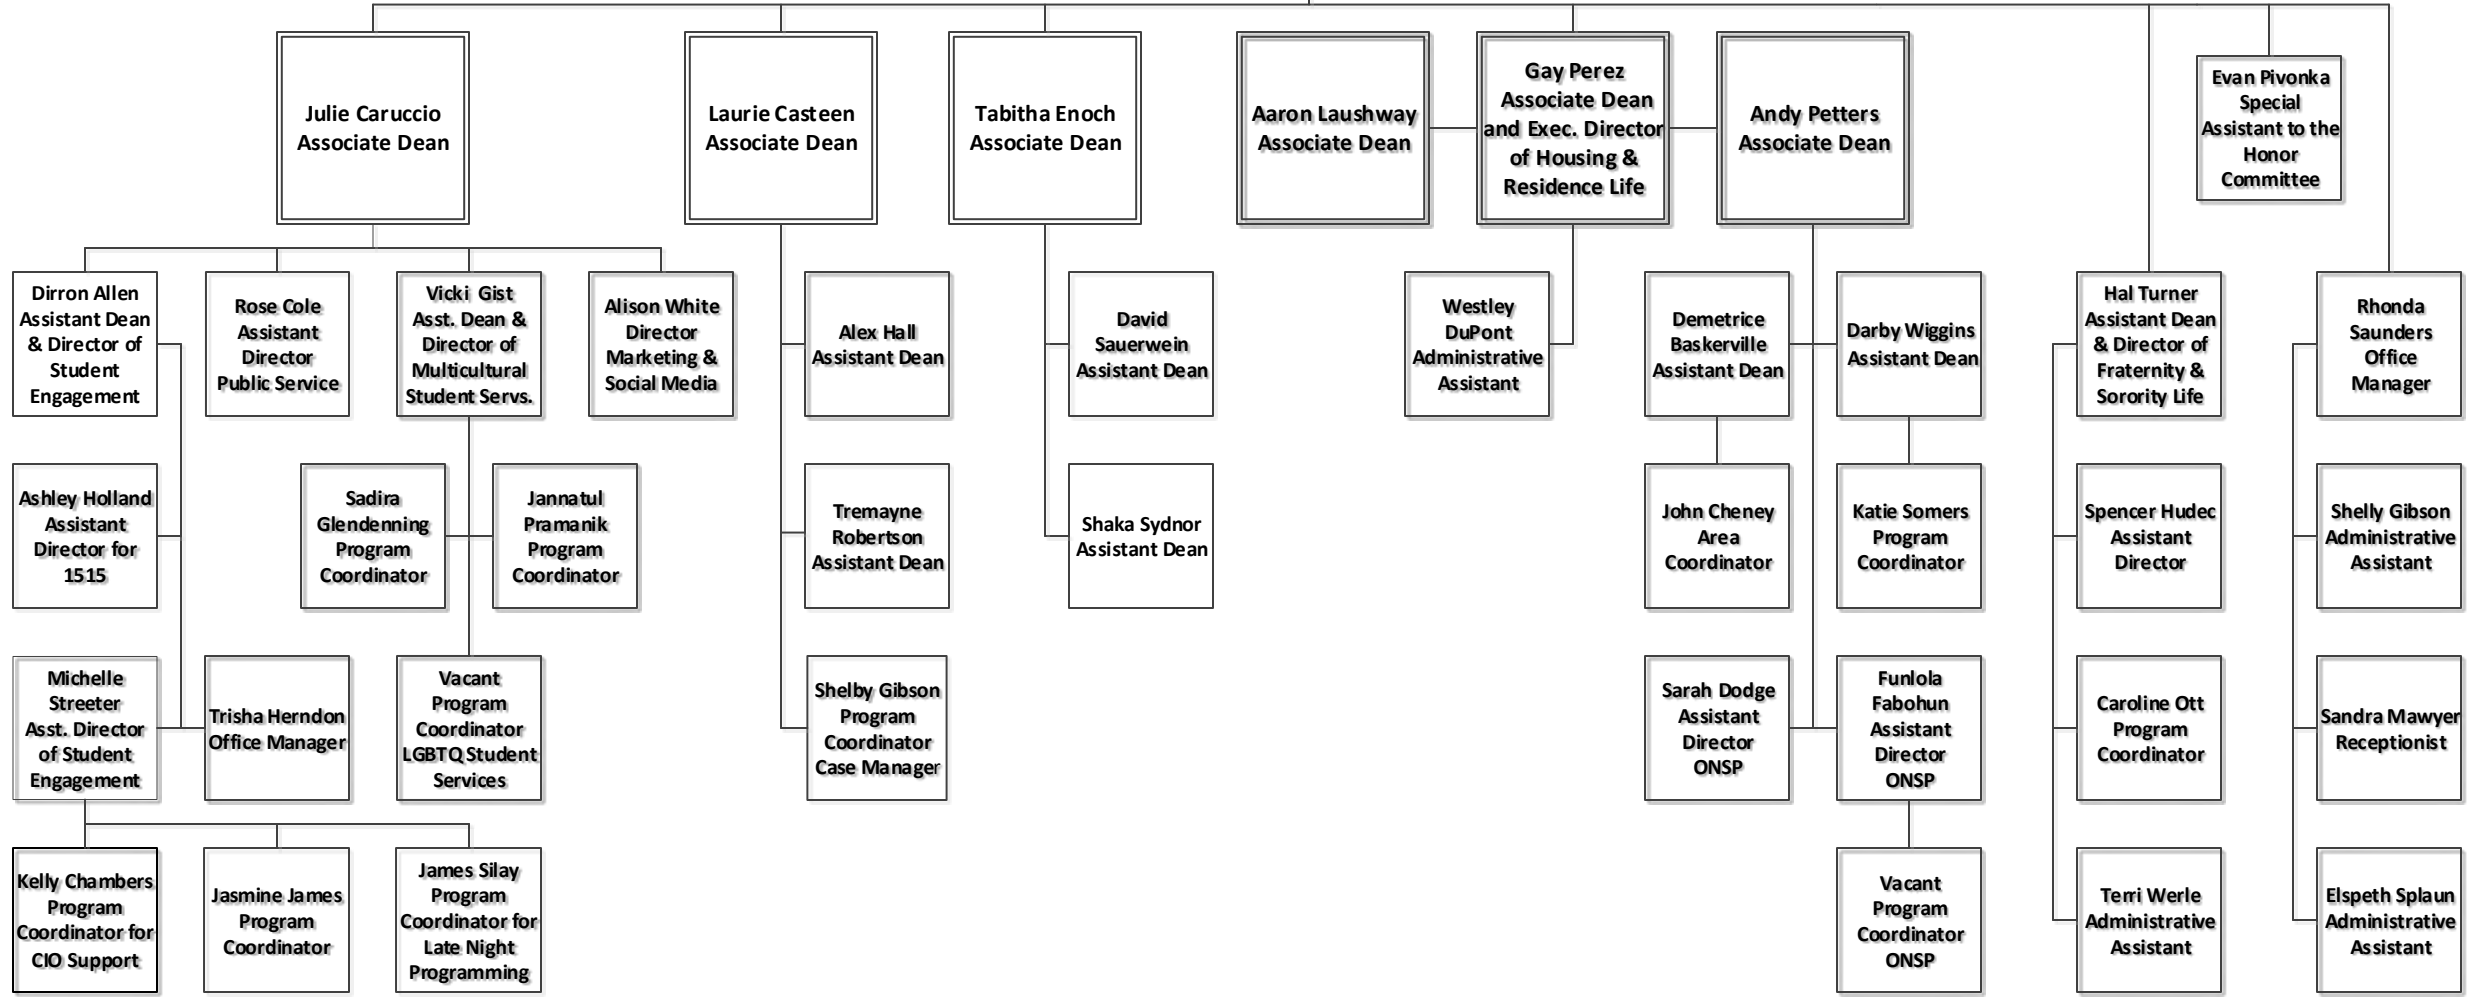 Julie Caruccio
Associate Dean
Laurie Casteen
Associate Dean
Tabitha Enoch
Associate Dean
Aaron Laushway
Associate Dean
Gay Perez
Associate Dean
and Exec. Director
of Housing &
Residence Life
Andy Petters
Associate Dean
Evan Pivonka
Special
Assistant to the
Honor
Committee
Dirron Allen
Assistant Dean
& Director of
Student
Engagement
Rose Cole
Assistant
Director
Public Service
Vicki Gist
Asst. Dean &
Director of
Multicultural
Student Servs.
Alison White
Director
Marketing &
Social Media
Alex Hall
Assistant Dean
David
Sauerwein
Assistant Dean
Westley
DuPont
Administrative
Assistant
Demetrice
Baskerville
Assistant Dean
Darby Wiggins
Assistant Dean
Hal Turner
Assistant Dean
& Director of
Fraternity &
Sorority Life
Rhonda
Saunders
Office
Manager
Ashley Holland
Assistant
Director for
1515
Sadira
Glendenning
Program
Coordinator
Jannatul
Pramanik
Program
Coordinator
Tremayne
Robertson
Assistant Dean
Shaka Sydnor
Assistant Dean
John Cheney
Area
Coordinator
Katie Somers
Program
Coordinator
Spencer Hudec
Assistant
Director
Shelly Gibson
Administrative
Assistant
Michelle
Streeter
Asst. Director
of Student
Engagement
Trisha Herndon
Office Manager
Vacant
Program
Coordinator
LGBTQ Student
Services
Shelby Gibson
Program
Coordinator
Case Manager
Sarah Dodge
Assistant
Director
ONSP
Funlola
Fabohun
Assistant
Director
ONSP
Caroline Ott
Program
Coordinator
Sandra Mawyer
Receptionist
Kelly Chambers
Program
Coordinator for
CIO Support
Jasmine James
Program
Coordinator
James Silay
Program
Coordinator for
Late Night
Programming
Vacant
Program
Coordinator
ONSP
Terri Werle
Administrative
Assistant
Elspeth Splaun
Administrative
Assistant